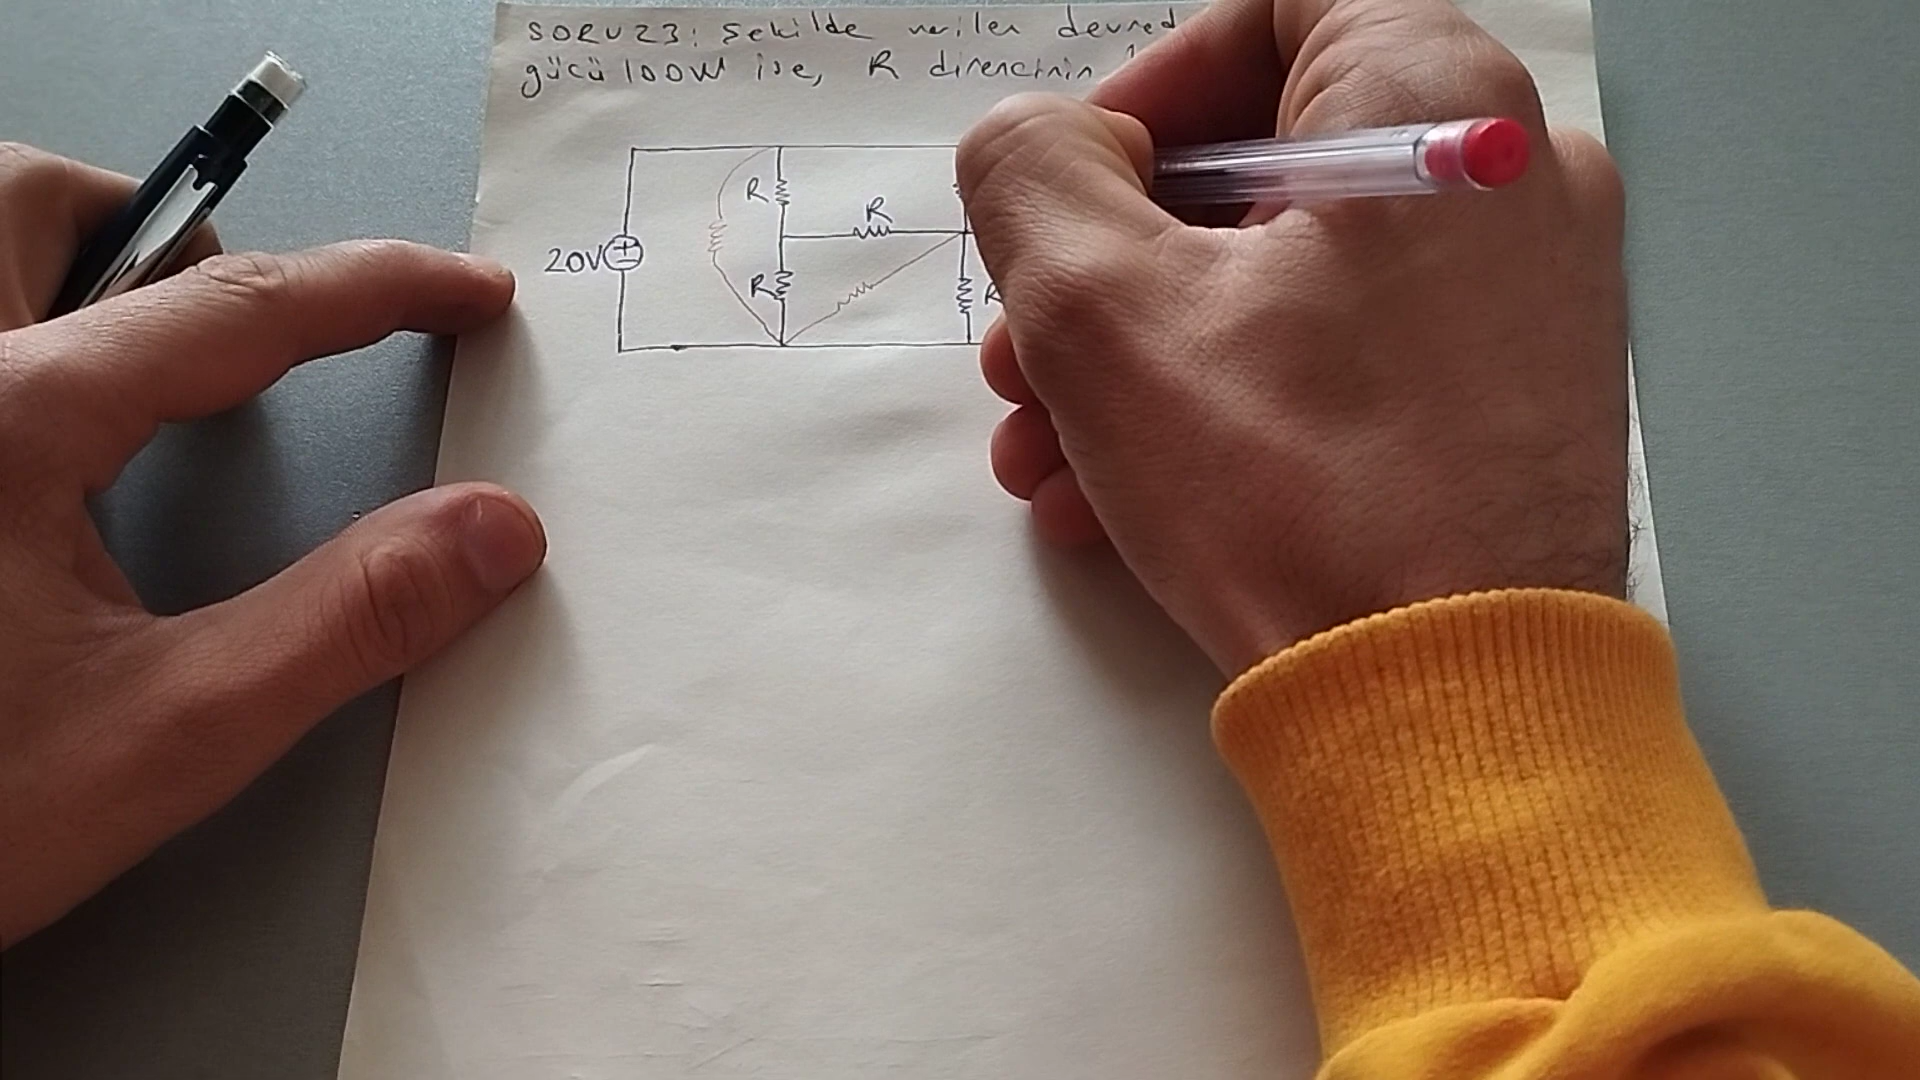 SORU23: Şekilde verilen devred
gücü 100W ise, R direncinin
R
R
20V
R
R